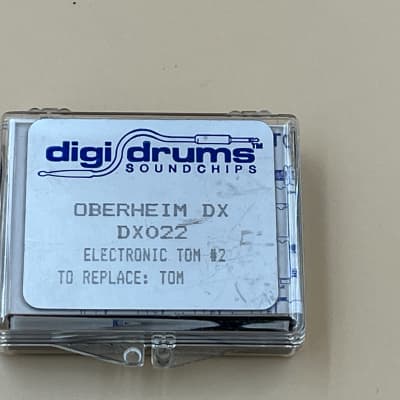 digidrums™
SOUNDCHIPS
OBERHEIM DX
DX022
ELECTRONIC TOM #2
TO REPLACE: TOM